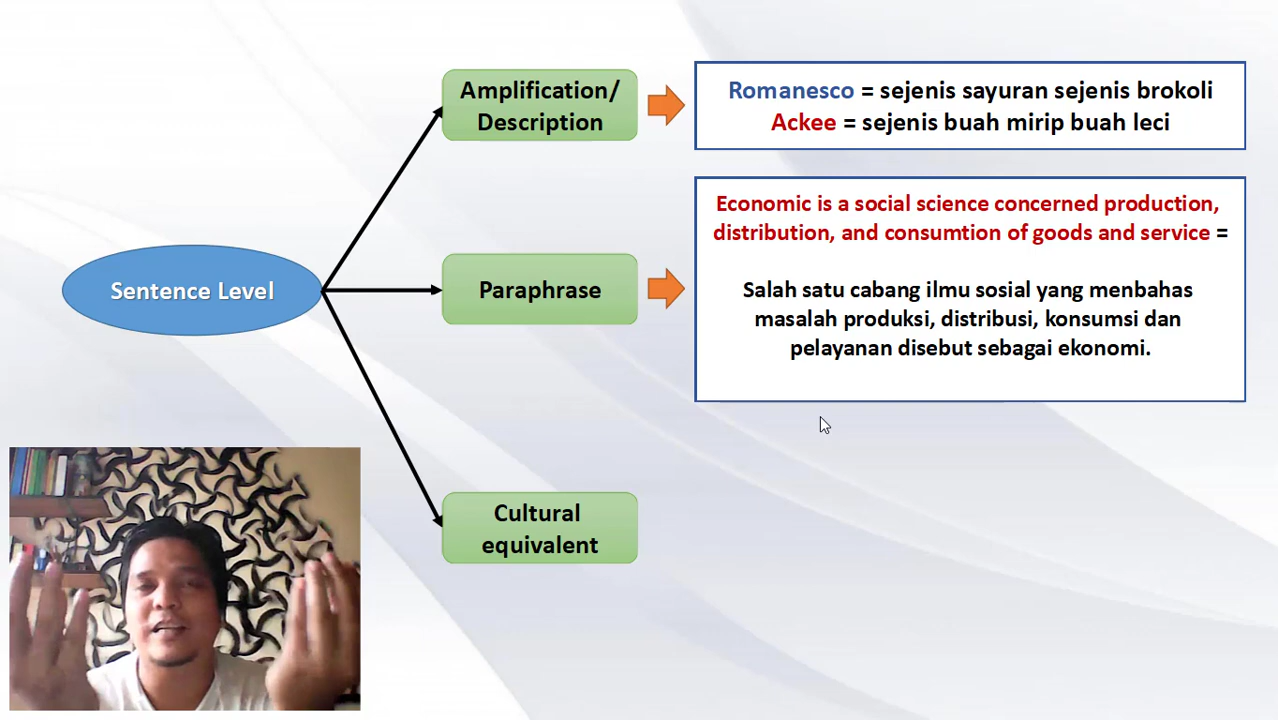 Amplification/
Description
Romanesco = sejenis sayuran sejenis brokoli
Ackee = sejenis buah mirip buah leci
Sentence Level
Paraphrase
Economic is a social science concerned production,
distribution, and consumtion of goods and service =
Salah satu cabang ilmu sosial yang menbahas
masalah produksi, distribusi, konsumsi dan
pelayanan disebut sebagai ekonomi.
Cultural
equivalent